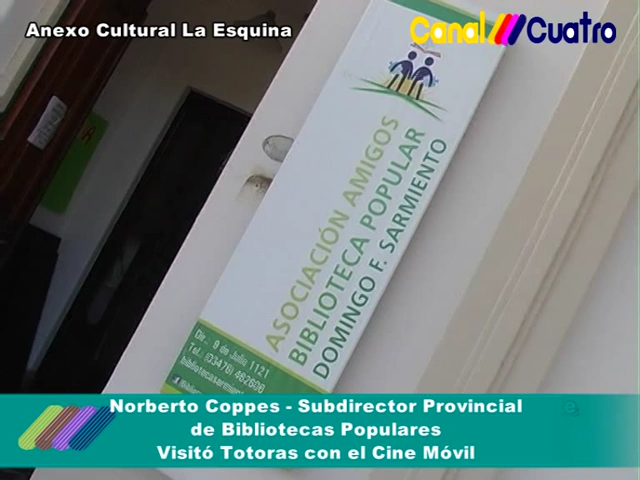 Anexo Cultural La Esquina
Canal Cuatro
ASOCIACIÓN AMIGOS
BIBLIOTECA POPULAR
DOMINGO F. SARMIENTO
Dir.: 9 de Julio 1121
Tel.: (03476) 462606
Norberto Coppes - Subdirector Provincial
de Bibliotecas Populares
Visitó Totoras con el Cine Móvil